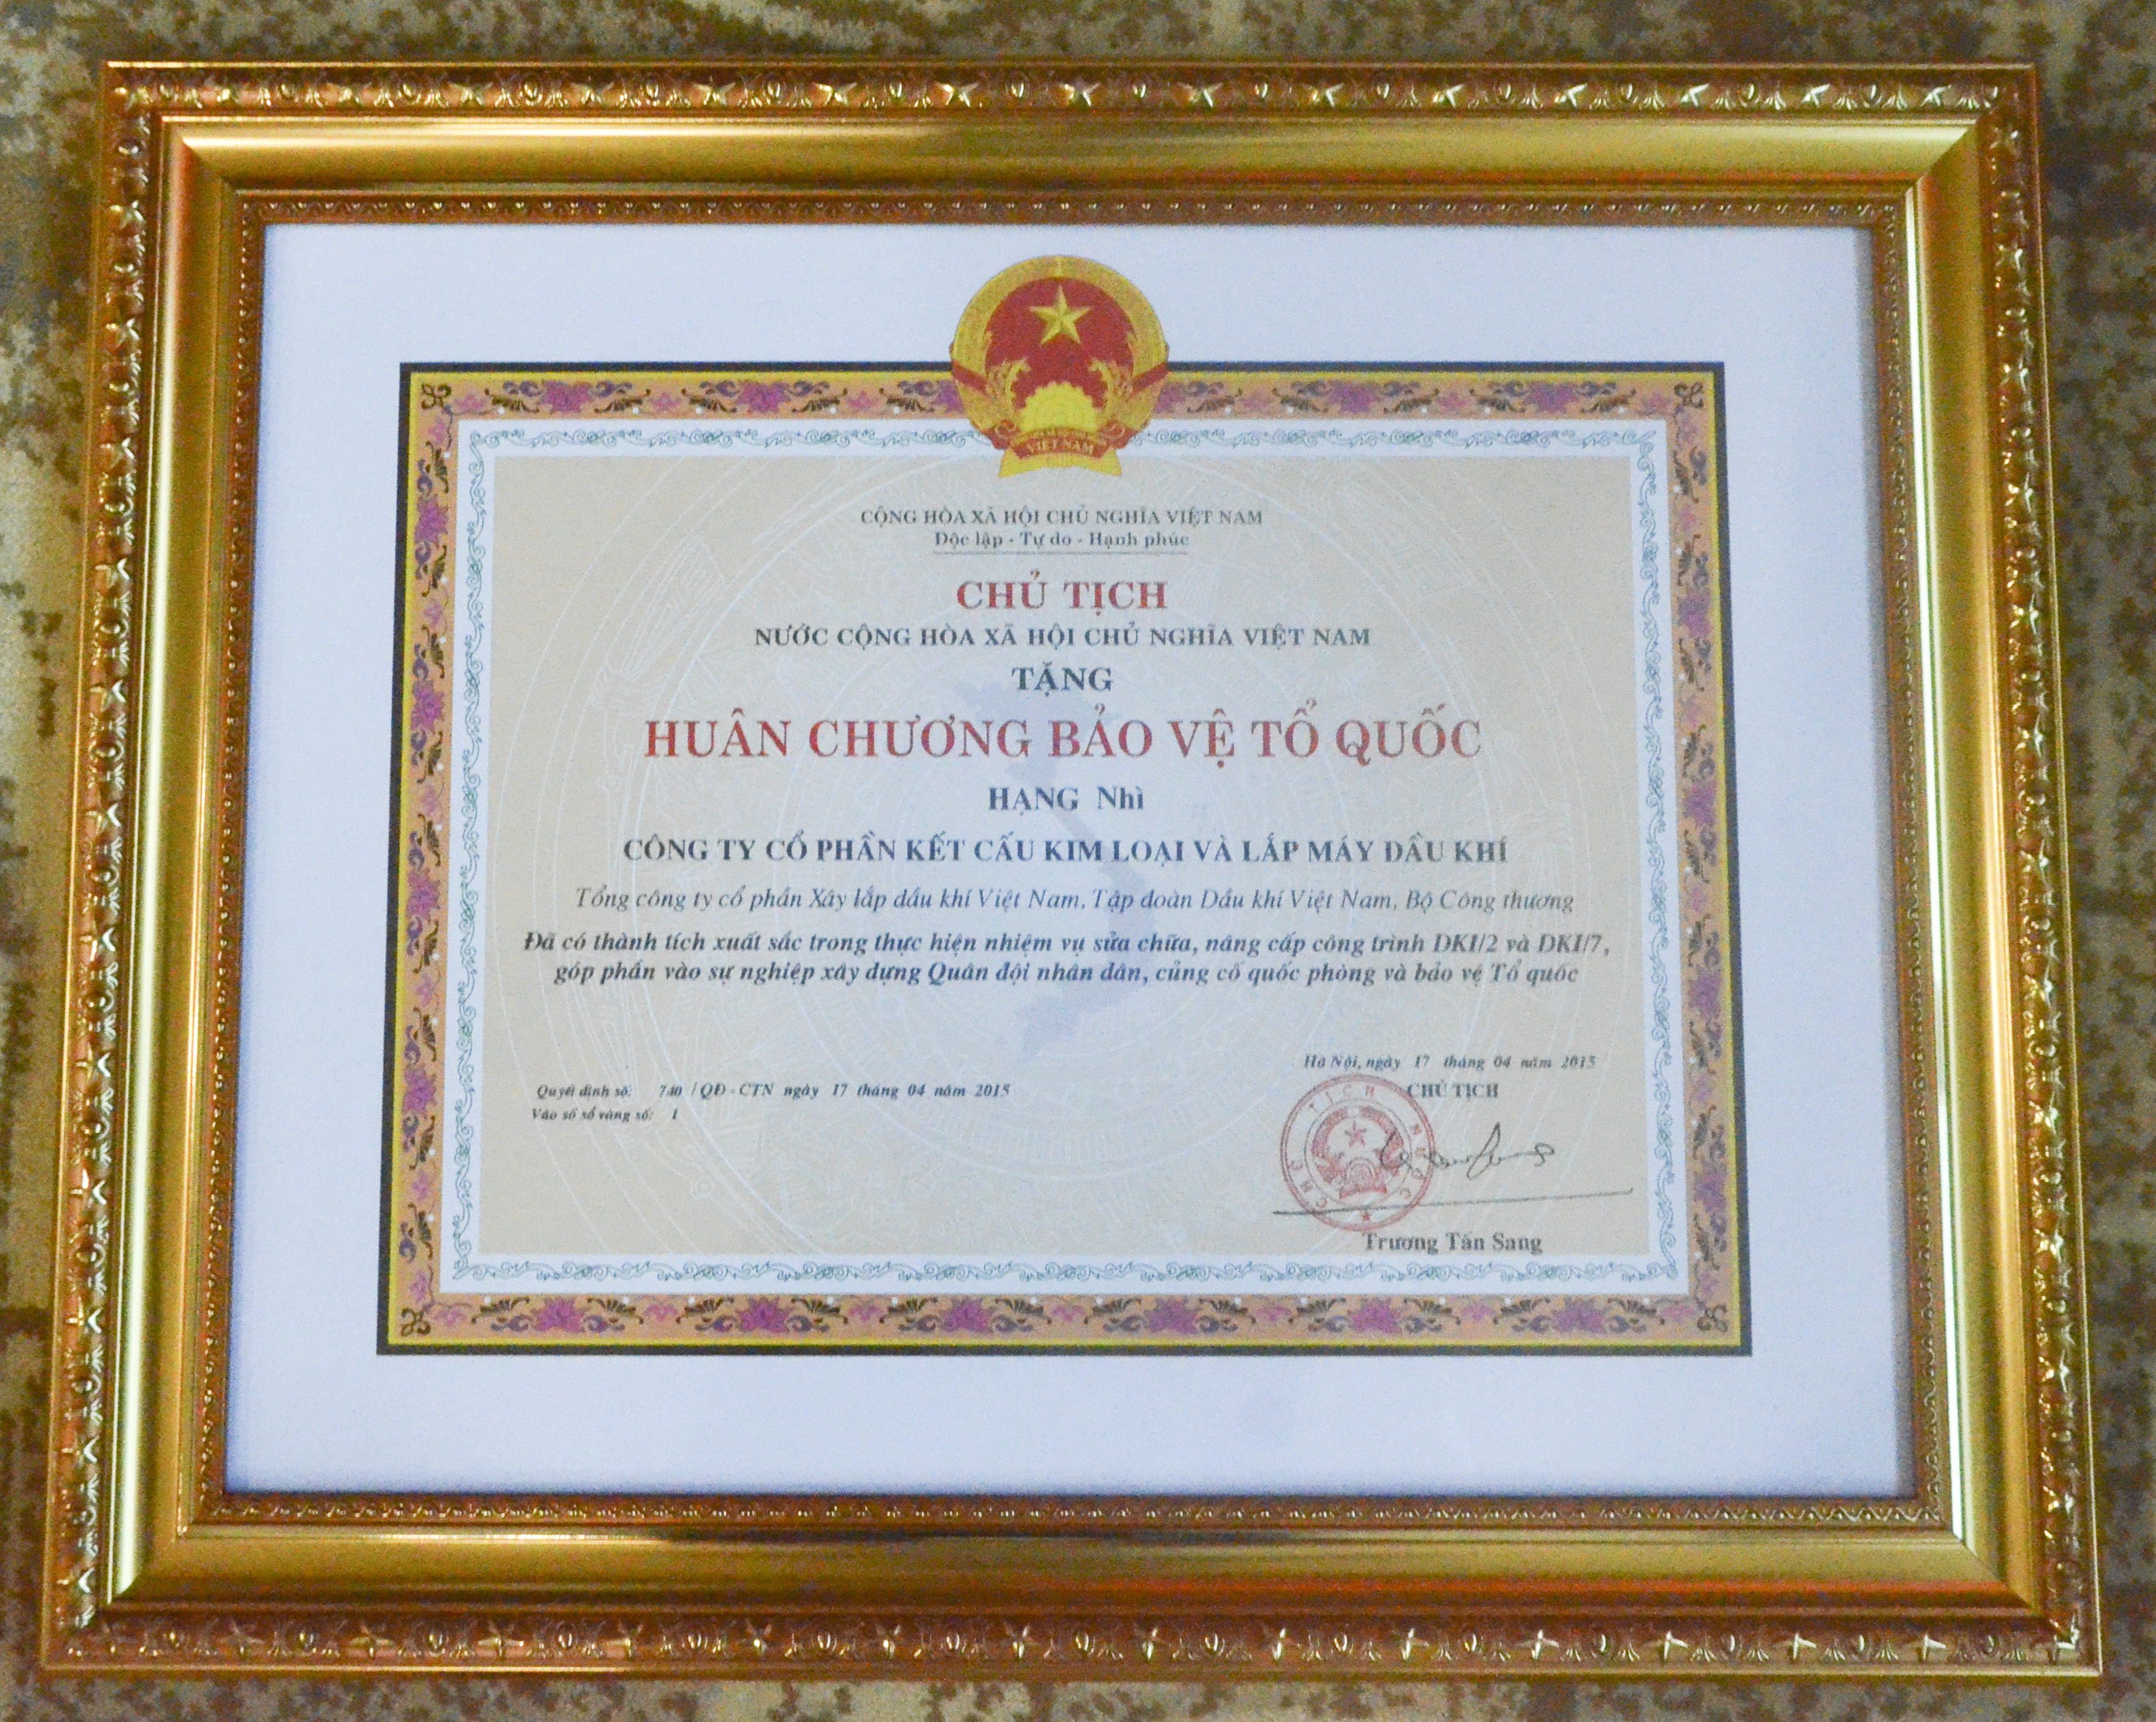 VIỆT NAM
CỘNG HÒA XÃ HỘI CHỦ NGHĨA VIỆT NAM
Độc lập - Tự do - Hạnh phúc
CHỦ TỊCH
NƯỚC CỘNG HÒA XÃ HỘI CHỦ NGHĨA VIỆT NAM
TẶNG
HUÂN CHƯƠNG BẢO VỆ TỔ QUỐC
HẠNG Nhì
CÔNG TY CỔ PHẦN KẾT CẤU KIM LOẠI VÀ LẮP MÁY DẦU KHÍ
Tổng công ty cổ phần Xây lắp dầu khí Việt Nam, Tập đoàn Dầu khí Việt Nam, Bộ Công thương
Đã có thành tích xuất sắc trong thực hiện nhiệm vụ sửa chữa, nâng cấp công trình DKI/2 và DKI/7,
góp phần vào sự nghiệp xây dựng Quân đội nhân dân, củng cố quốc phòng và bảo vệ Tổ quốc
Hà Nội, ngày 17 tháng 04 năm 2015
Quyết định số: 740 / QĐ - CTN ngày 17 tháng 04 năm 2015
CHỦ TỊCH
Vào sổ sổ vàng số: 1
TỊCH NƯỚC
Trương Tấn Sang